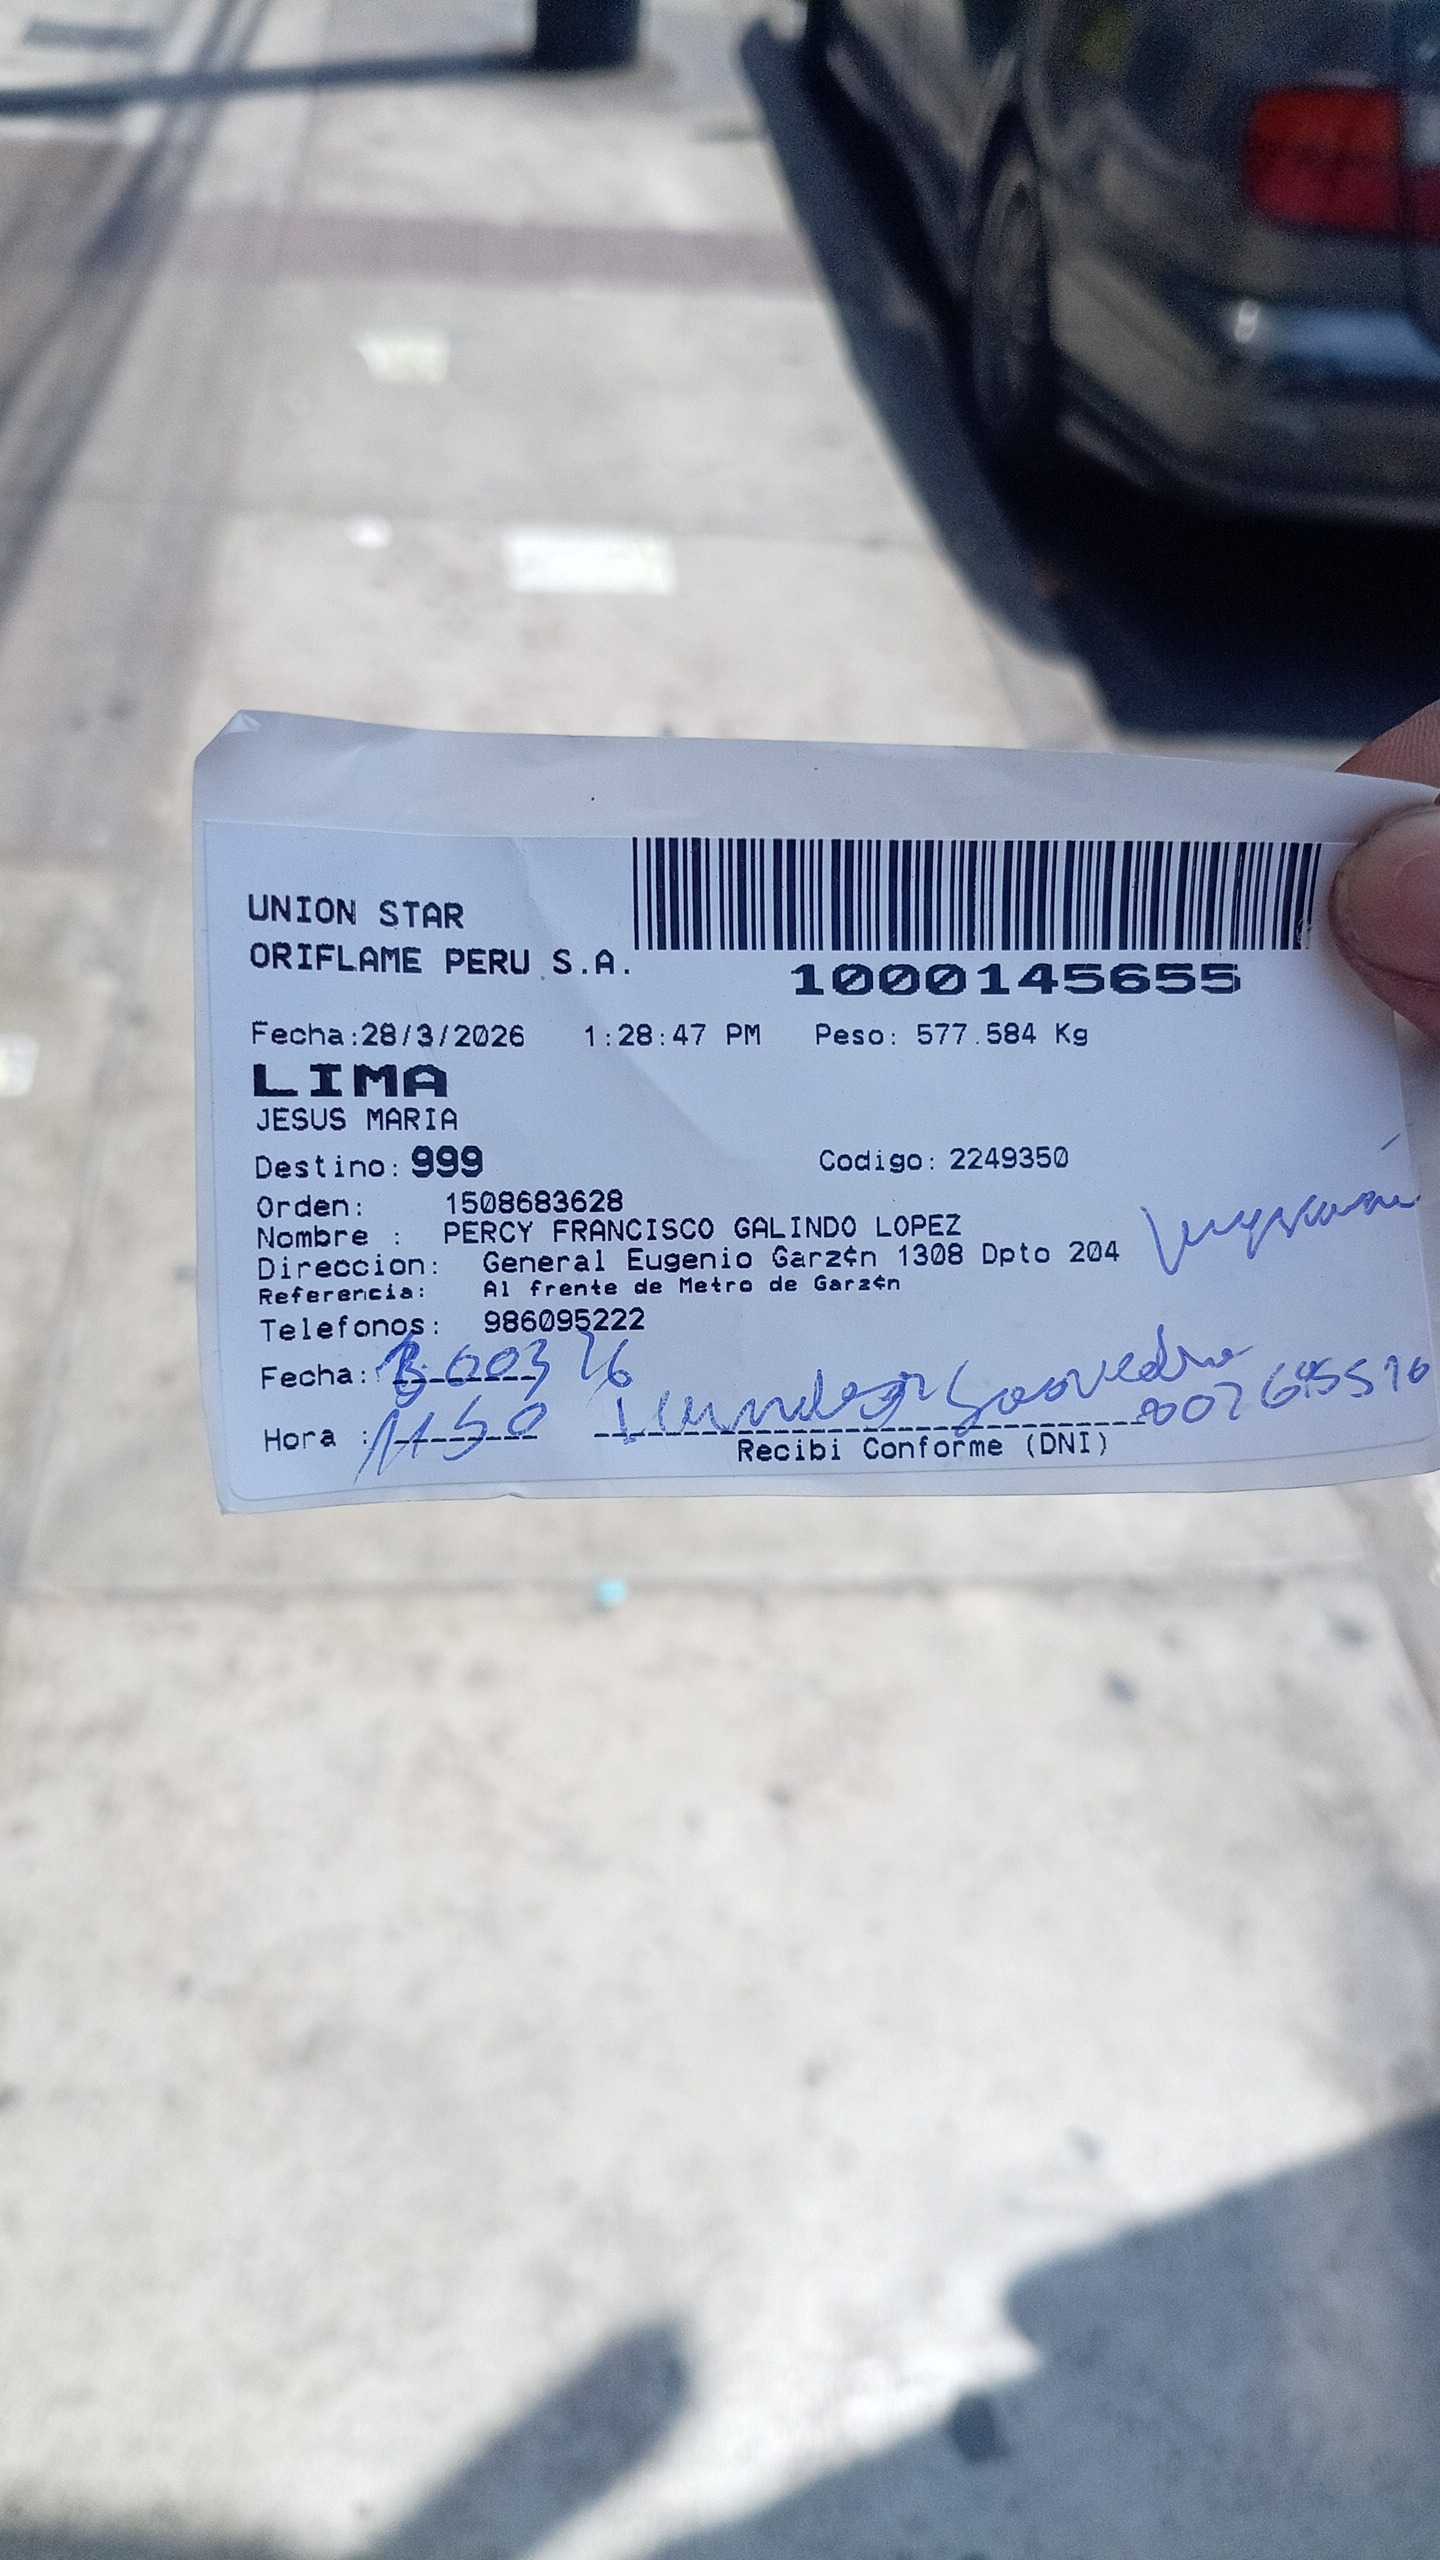 UNION STAR
ORIFLAME PERU S.A.
1000145655
Fecha:28/3/2026 1:28:47 PM Peso: 577.584 Kg
LIMA
JESUS MARIA
Destino: 999 Codigo: 2249350
Orden: 1508683628
Nombre : PERCY FRANCISCO GALINDO LOPEZ
Direccion: General Eugenio Garz¢n 1308 Dpto 204
Referencia: Al frente de Metro de Garz¢n
Telefonos: 986095222
Fecha:
Hora : 1150 Saavedra
Recibi Conforme (DNI)